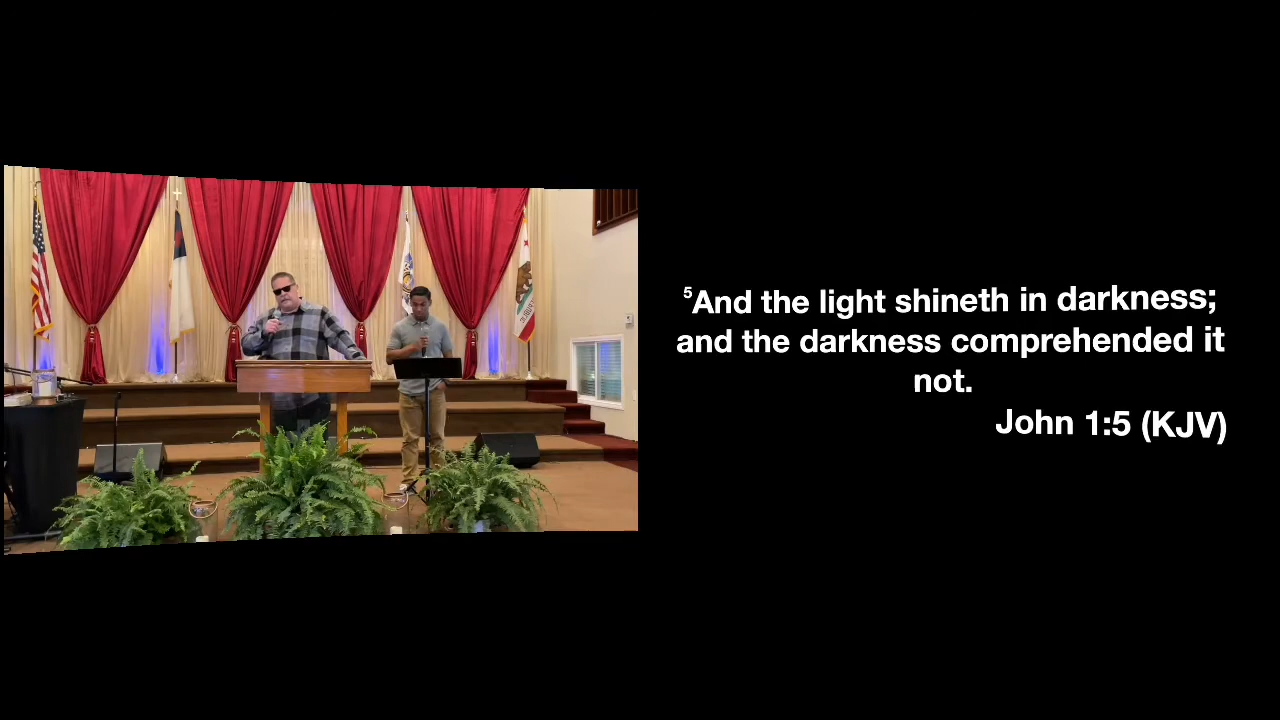 ⁵And the light shineth in darkness;
and the darkness comprehended it
not.
John 1:5 (KJV)